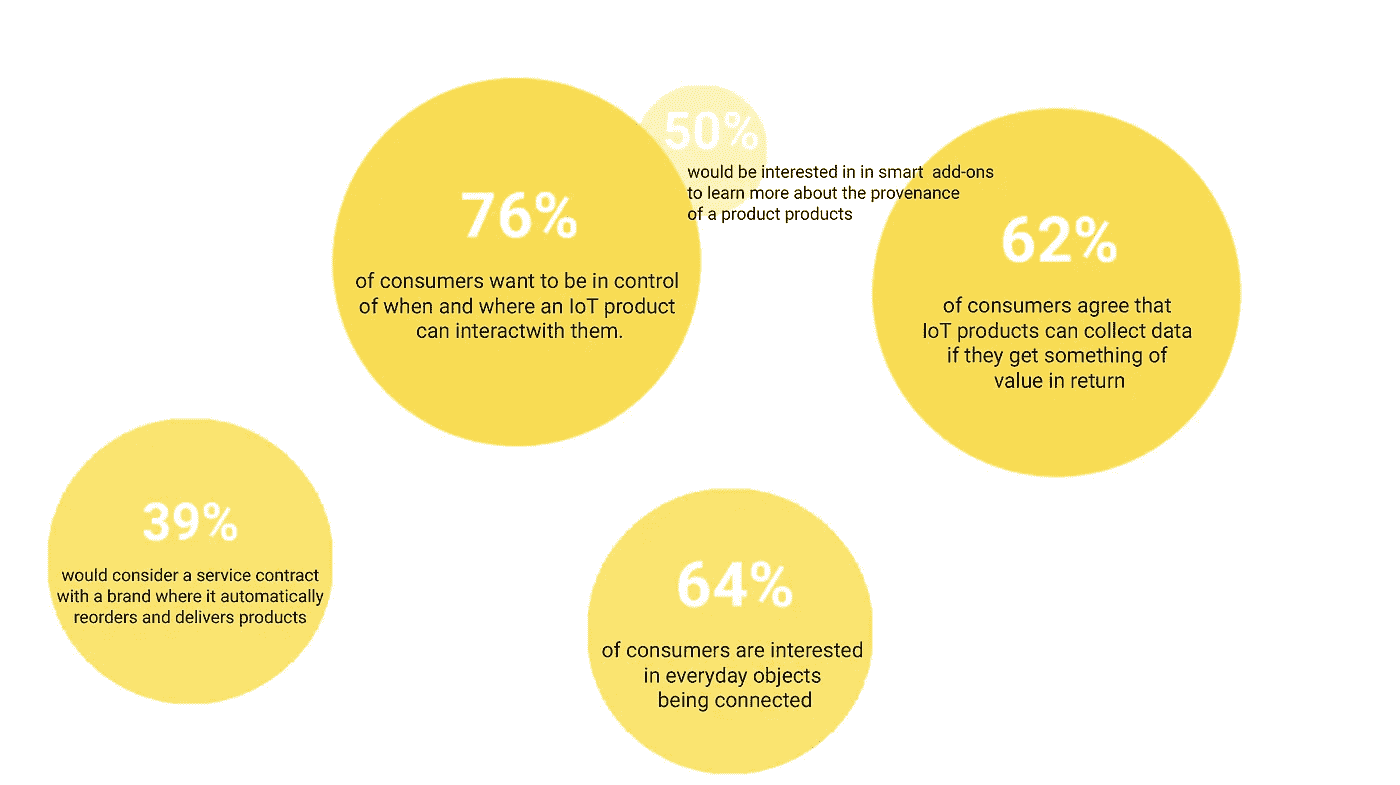 50%
would be interested in in smart add-ons
to learn more about the provenance
of a product products
76%
of consumers want to be in control
of when and where an IoT product
can interactwith them.
62%
of consumers agree that
IoT products can collect data
if they get something of
value in return
39%
would consider a service contract
with a brand where it automatically
reorders and delivers products
64%
of consumers are interested
in everyday objects
being connected